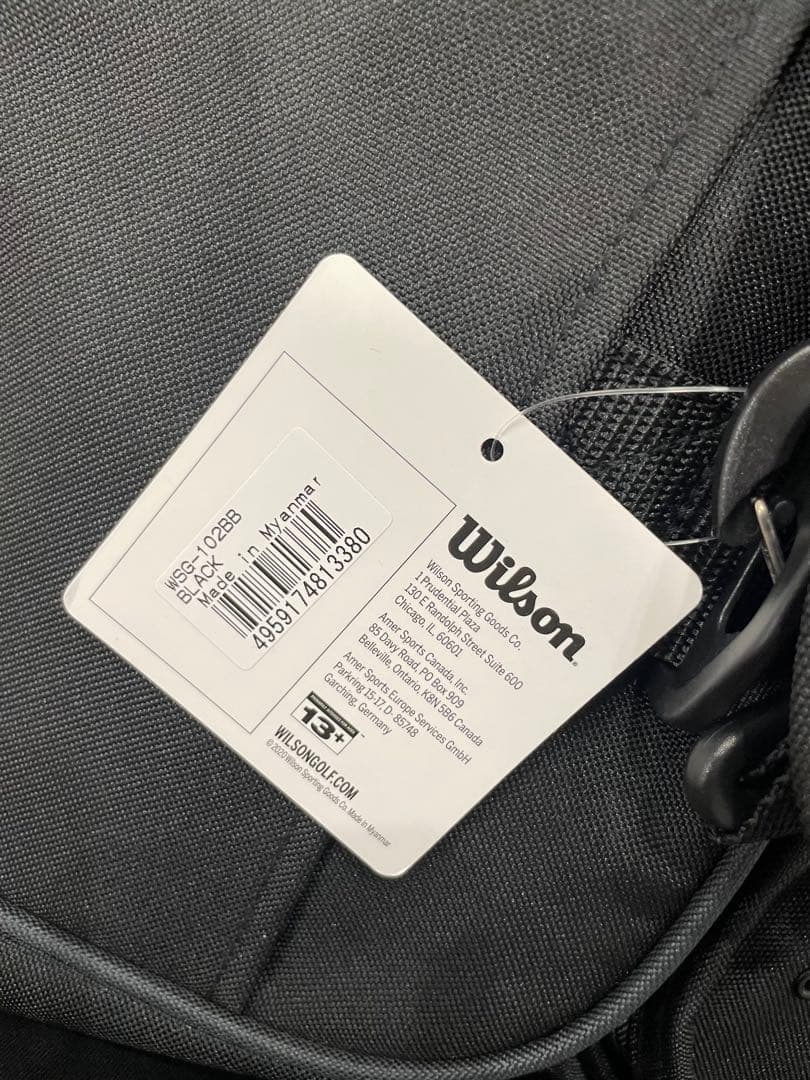 WSG-102BB
BLACK
Made in Myanmar
4959174813380
Wilson
Wilson Sporting Goods Co.
1 Prudential Plaza
130 E Randolph Street Suite 600
Chicago, IL 60601
Amer Sports Canada, Inc.
85 Davy Road, PO Box 909
Belleville, Ontario, K8N 5B6 Canada
Amer Sports Europe Services GmbH
Parkring 15-17, D- 85748
Garching, Germany
13+
WILSONGOLF.COM
© 2020 Wilson Sporting Goods Co. Made in Myanmar